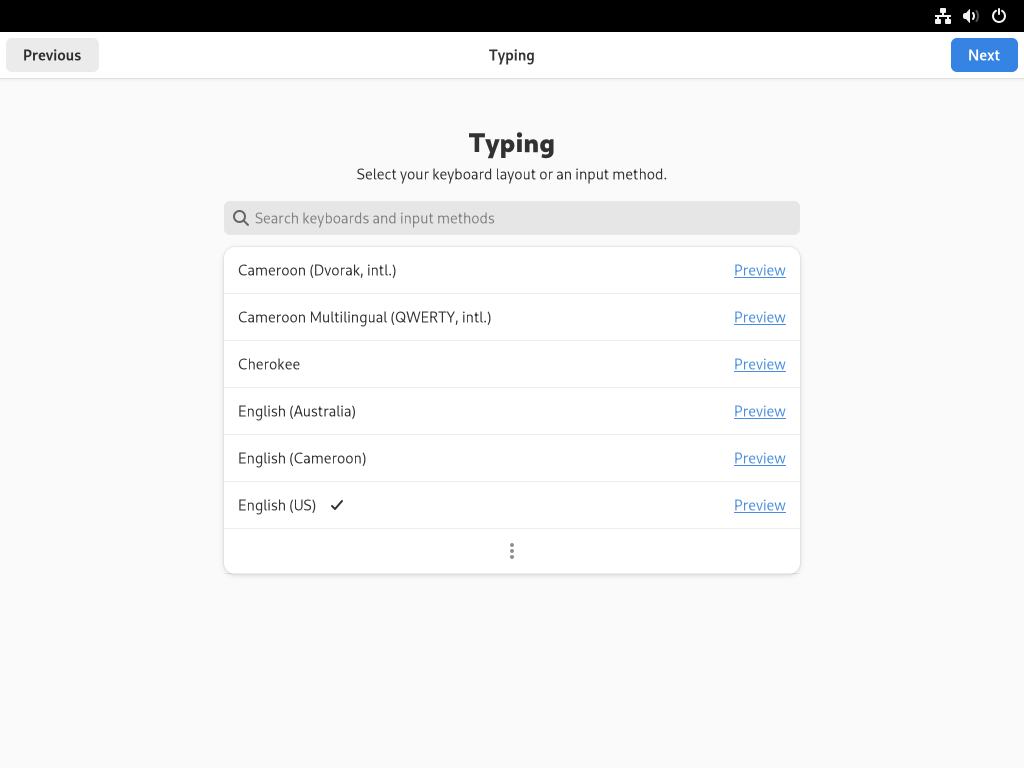 Previous
Typing
Next
Typing
Select your keyboard layout or an input method.
Search keyboards and input methods
Cameroon (Dvorak, intl.) Preview
Cameroon Multilingual (QWERTY, intl.) Preview
Cherokee Preview
English (Australia) Preview
English (Cameroon) Preview
English (US) Preview